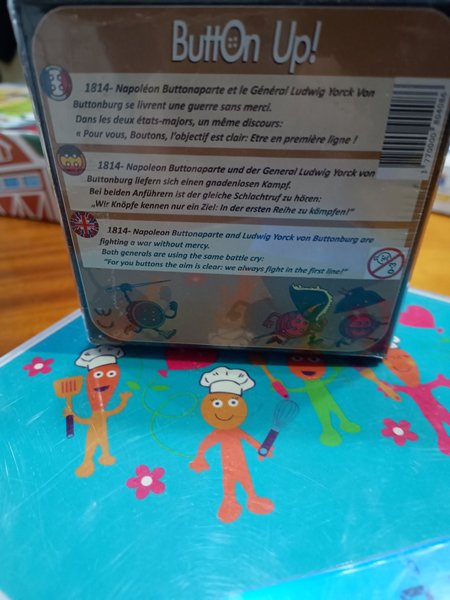 ButtOn Up!
1814- Napoléon Buttonaparte et le Général Ludwig Yorck Von
Buttonburg se livrent une guerre sans merci.
Dans les deux états-majors, un même discours:
« Pour vous, Boutons, l'objectif est clair: Etre en première ligne !
1814- Napoleon Buttonaparte und der General Ludwig Yorck von
Buttonburg liefern sich einen gnadenlosen Kampf.
Bei beiden Anführern ist der gleiche Schlachtruf zu hören:
„Wir Knöpfe kennen nur ein Ziel: In der ersten Reihe zu kämpfen!"
1814- Napoleon Buttonaparte and Ludwig Yorck von Buttonburg are
fighting a war without mercy.
Both generals are using the same battle cry:
"For you buttons the aim is clear: we always fight in the first line!"